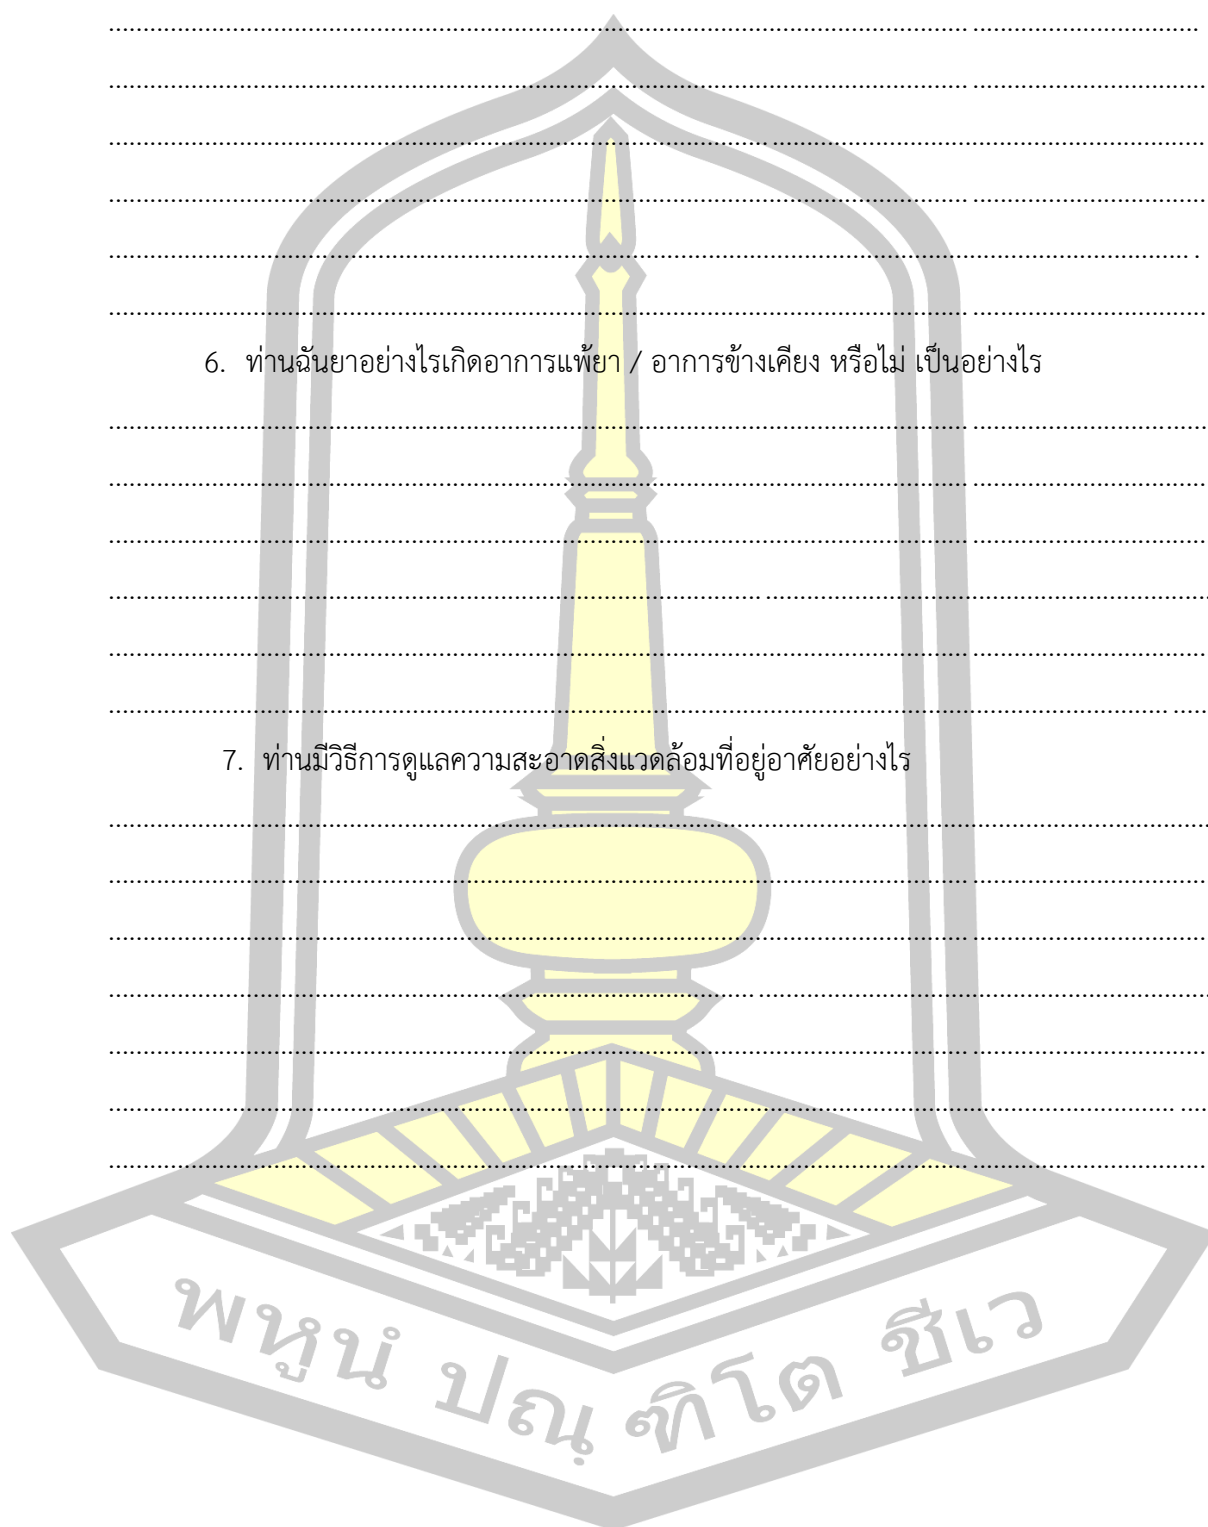 6. ท่านฉันยาอย่างไรเกิดอาการแพ้ยา / อาการข้างเคียง หรือไม่ เป็นอย่างไร
7. ท่านมีวิธีการดูแลความสะอาดสิ่งแวดล้อมที่อยู่อาศัยอย่างไร
พหูนํ ปณฺฑิโต ชีเว